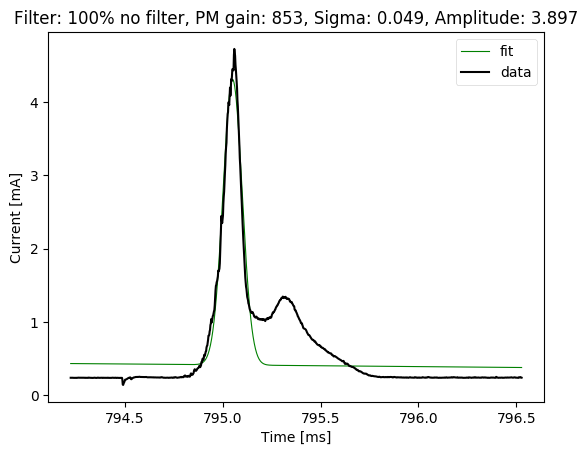 Filter: 100% no filter, PM gain: 853, Sigma: 0.049, Amplitude: 3.897
fit
data
4
3
2
1
0
Current [mA]
794.5
795.0
795.5
796.0
796.5
Time [ms]